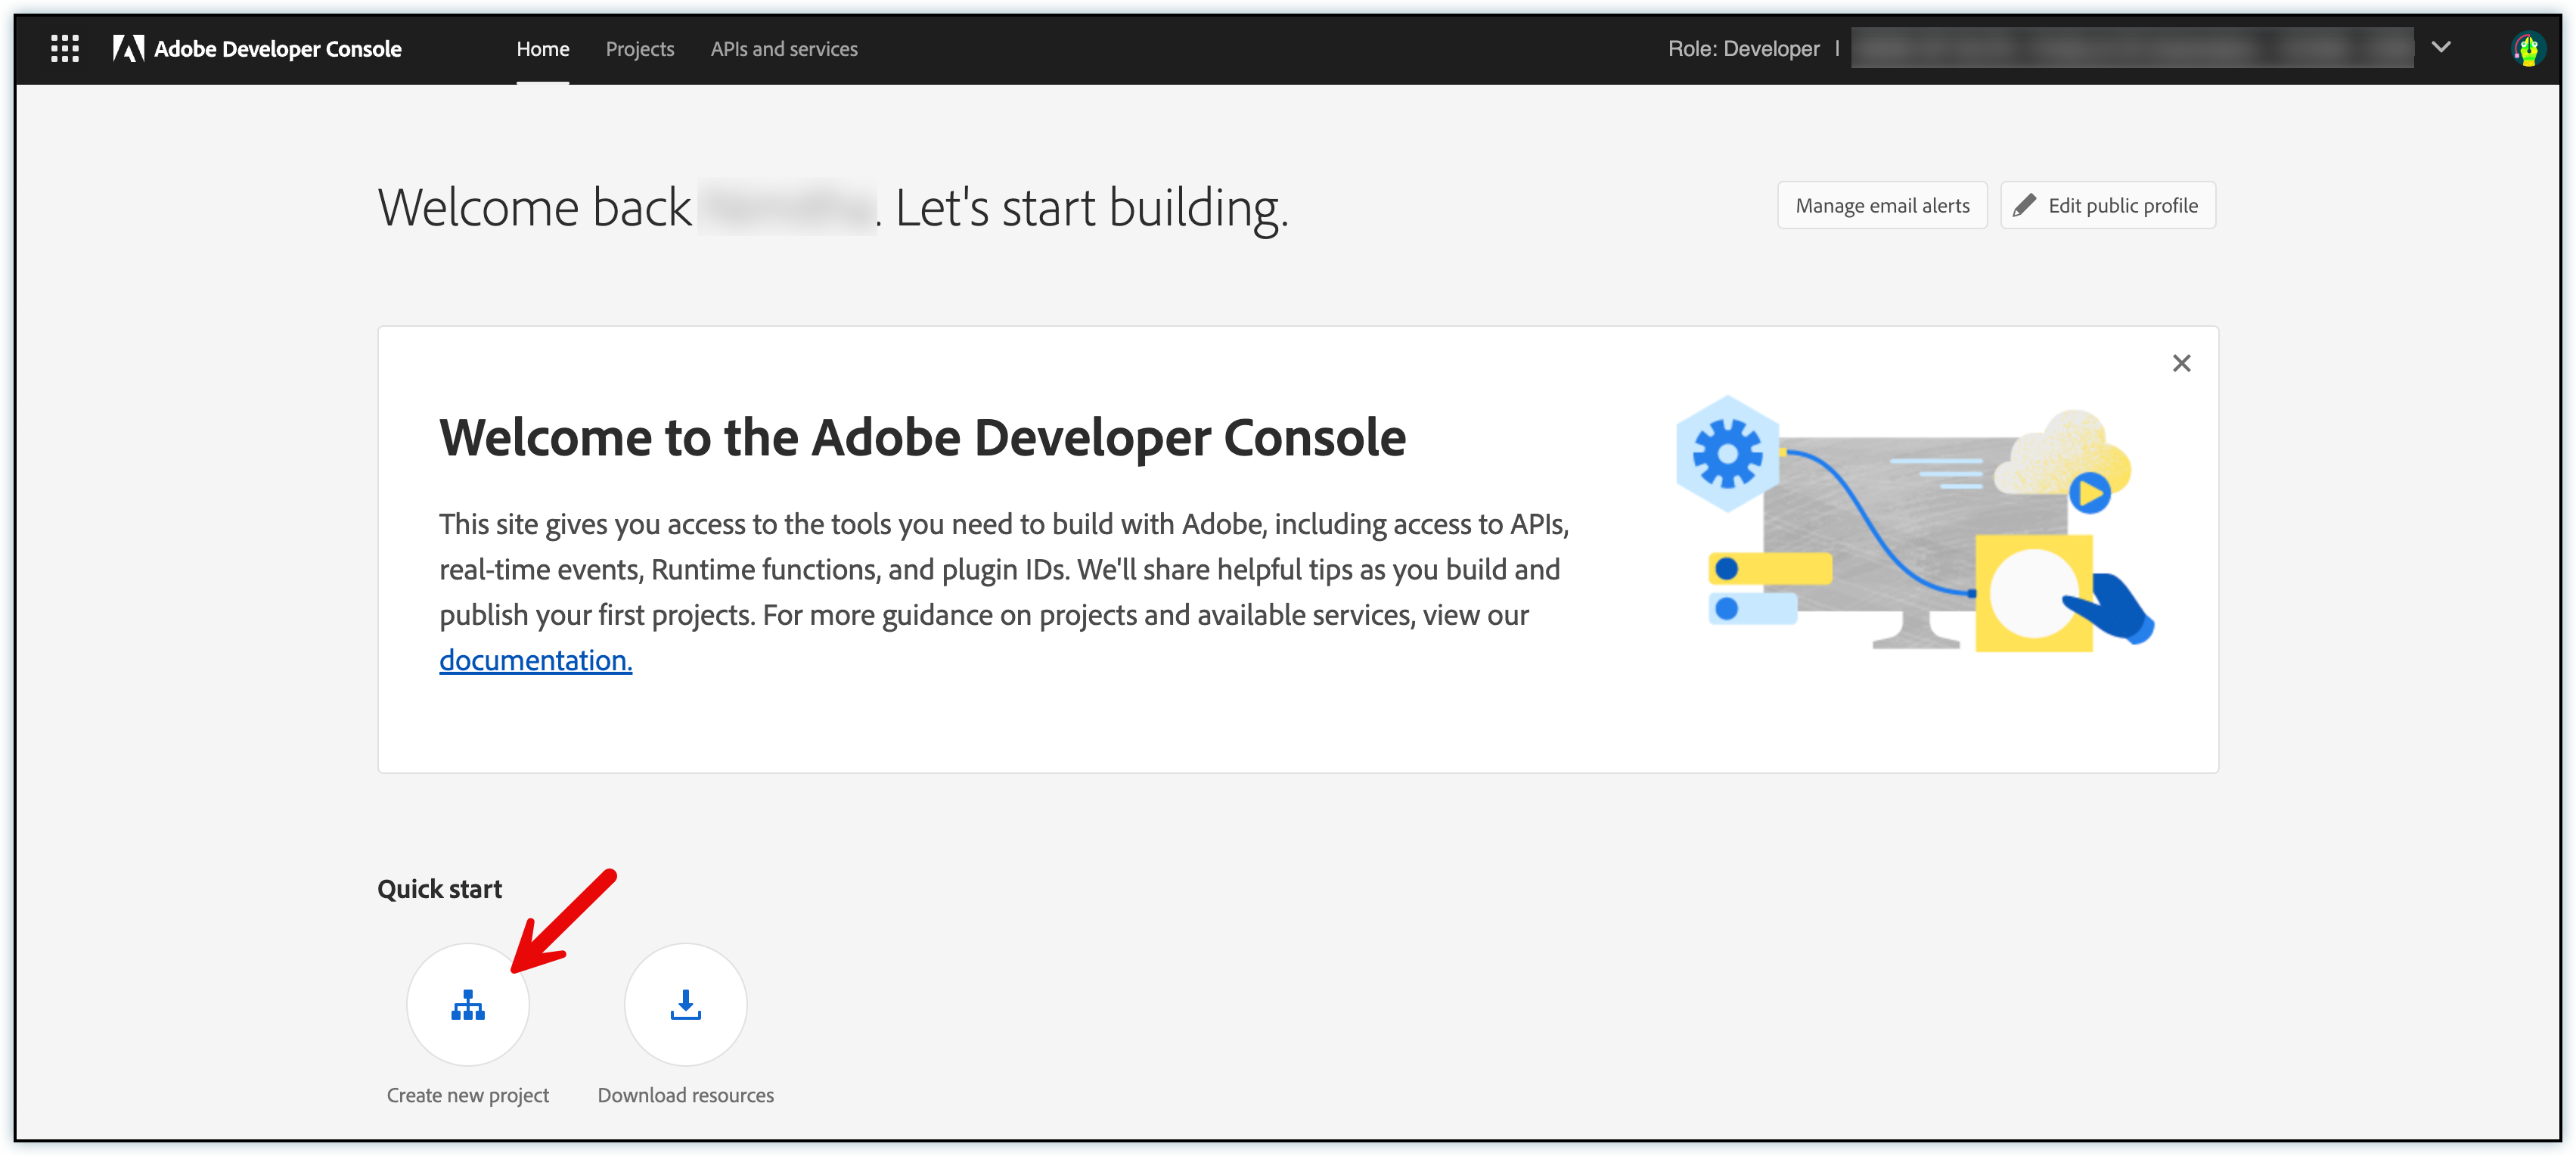 Adobe Developer Console Home Projects APIs and services Role: Developer |
Welcome back . Let's start building.
Manage email alerts Edit public profile
Welcome to the Adobe Developer Console
This site gives you access to the tools you need to build with Adobe, including access to APIs,
real-time events, Runtime functions, and plugin IDs. We'll share helpful tips as you build and
publish your first projects. For more guidance on projects and available services, view our
documentation.
Quick start
Create new project Download resources